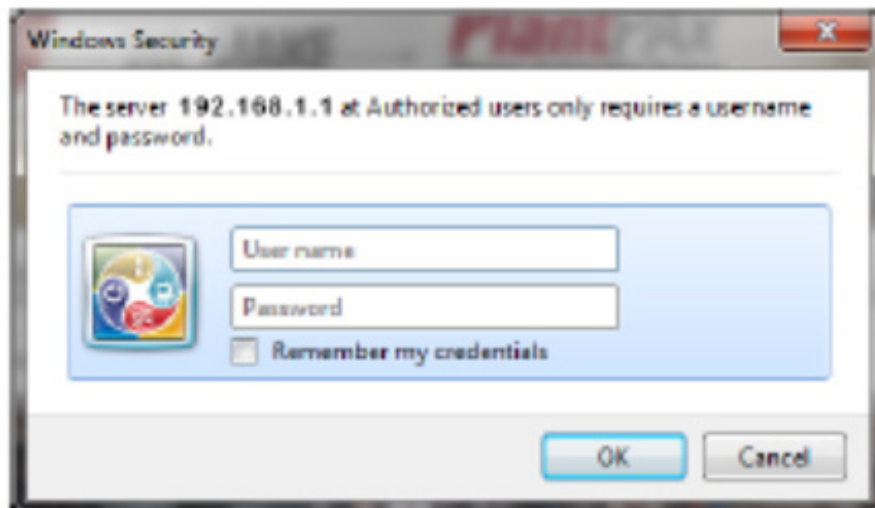 PlantPAx
Windows Security
The server 192.168.1.1 at Authorized users only requires a username
and password.
User name
Password
Remember my credentials
OK
Cancel